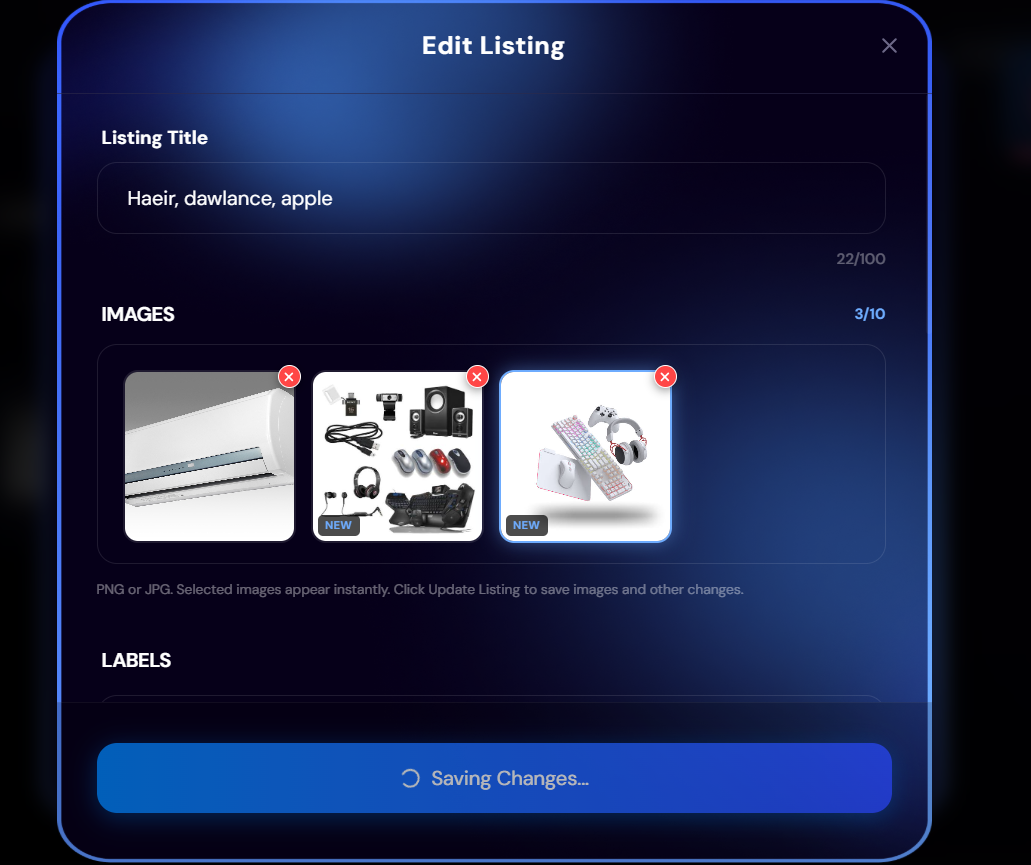 Edit Listing
Listing Title
Haeir, dawlance, apple
22/100
IMAGES
3/10
NEW
NEW
PNG or JPG. Selected images appear instantly. Click Update Listing to save images and other changes.
LABELS
Saving Changes...